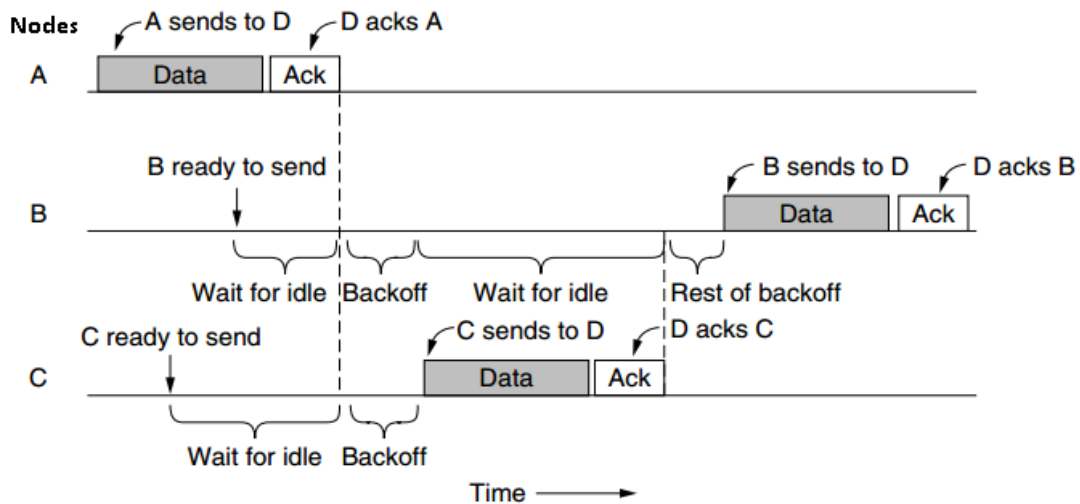 Nodes
A sends to D
D acks A
A
Data
Ack
B ready to send
B sends to D
D acks B
B
Data
Ack
Wait for idle
Backoff
Wait for idle
Rest of backoff
C ready to send
C sends to D
D acks C
C
Data
Ack
Wait for idle
Backoff
Time